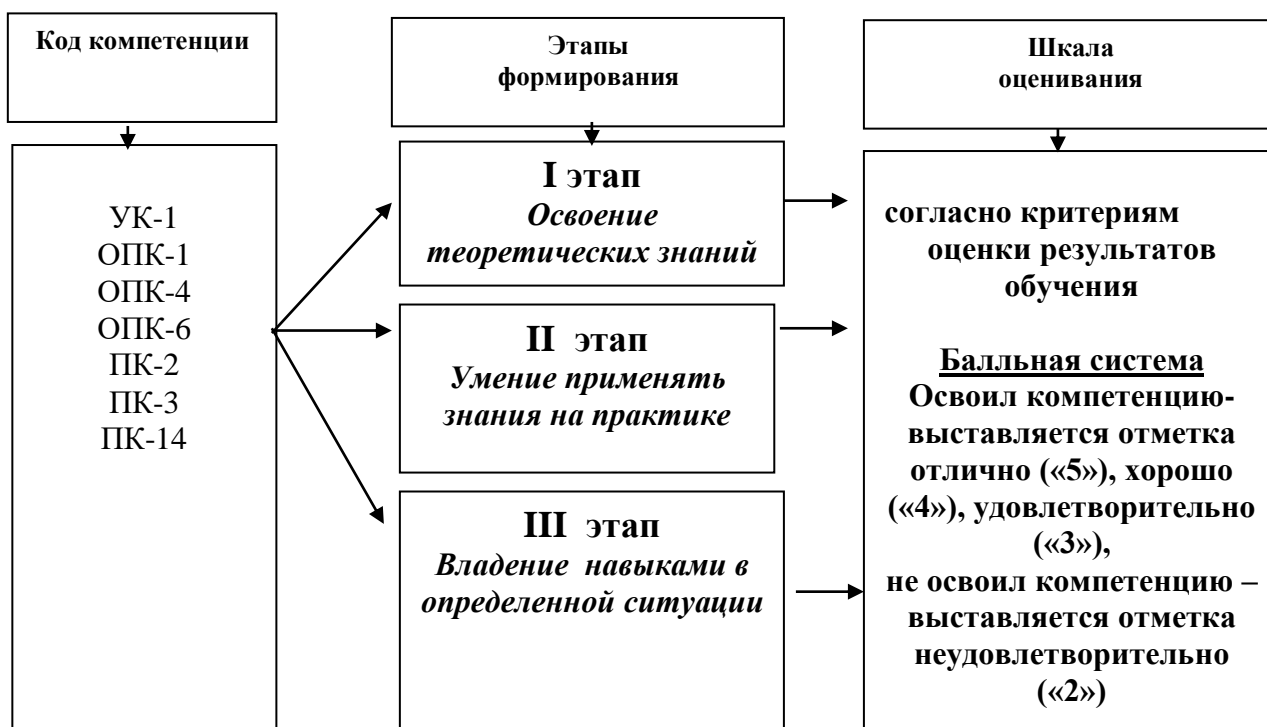 Код компетенции
Этапы
формирования
Шкала
оценивания
УК-1
ОПК-1
ОПК-4
ОПК-6
ПК-2
ПК-3
ПК-14
I этап
Освоение
теоретических знаний
II этап
Умение применять
знания на практике
III этап
Владение навыками в
определенной ситуации
согласно критериям
оценки результатов
обучения
Балльная система
Освоил компетенцию-
выставляется отметка
отлично («5»), хорошо
(«4»), удовлетворительно
(«3»),
не освоил компетенцию –
выставляется отметка
неудовлетворительно
(«2»)